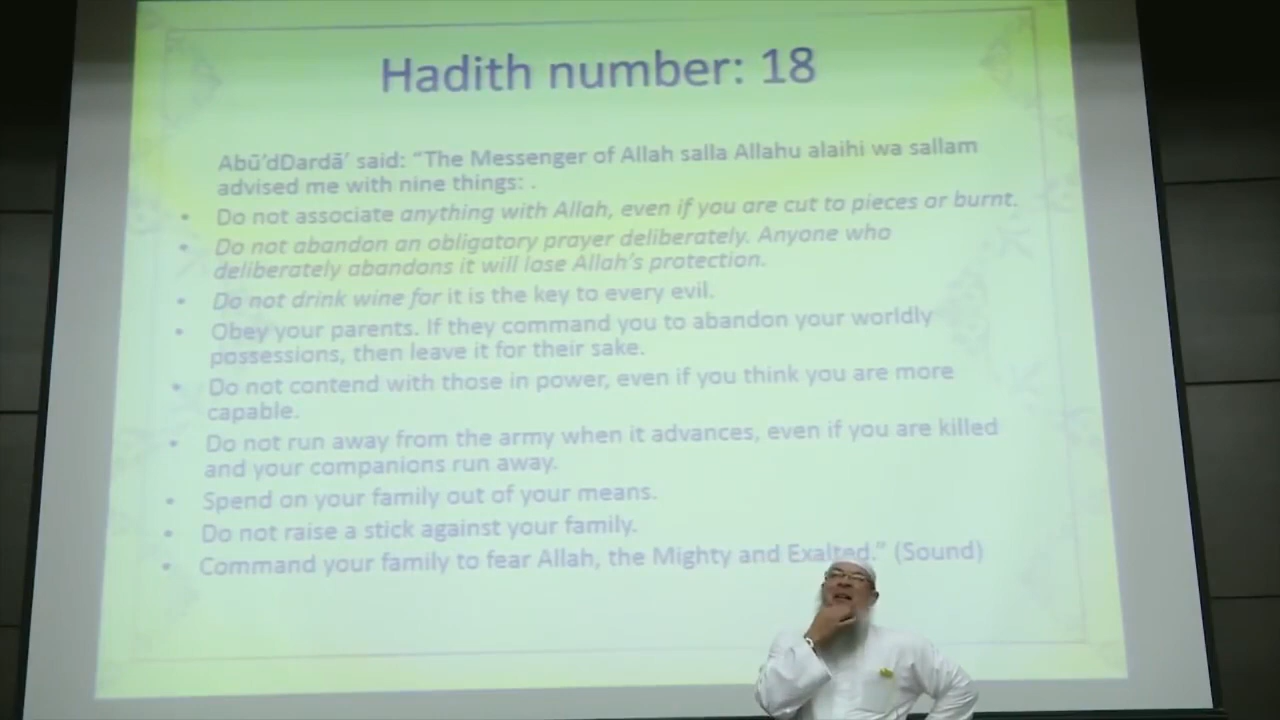 Hadith number: 18
Abū'dDardā' said: “The Messenger of Allah salla Allahu alaihi wa sallam
advised me with nine things: .
• Do not associate anything with Allah, even if you are cut to pieces or burnt.
• Do not abandon an obligatory prayer deliberately. Anyone who
deliberately abandons it will lose Allah's protection.
• Do not drink wine for it is the key to every evil.
• Obey your parents. If they command you to abandon your worldly
possessions, then leave it for their sake.
• Do not contend with those in power, even if you think you are more
capable.
• Do not run away from the army when it advances, even if you are killed
and your companions run away.
• Spend on your family out of your means.
• Do not raise a stick against your family.
• Command your family to fear Allah, the Mighty and Exalted.” (Sound)